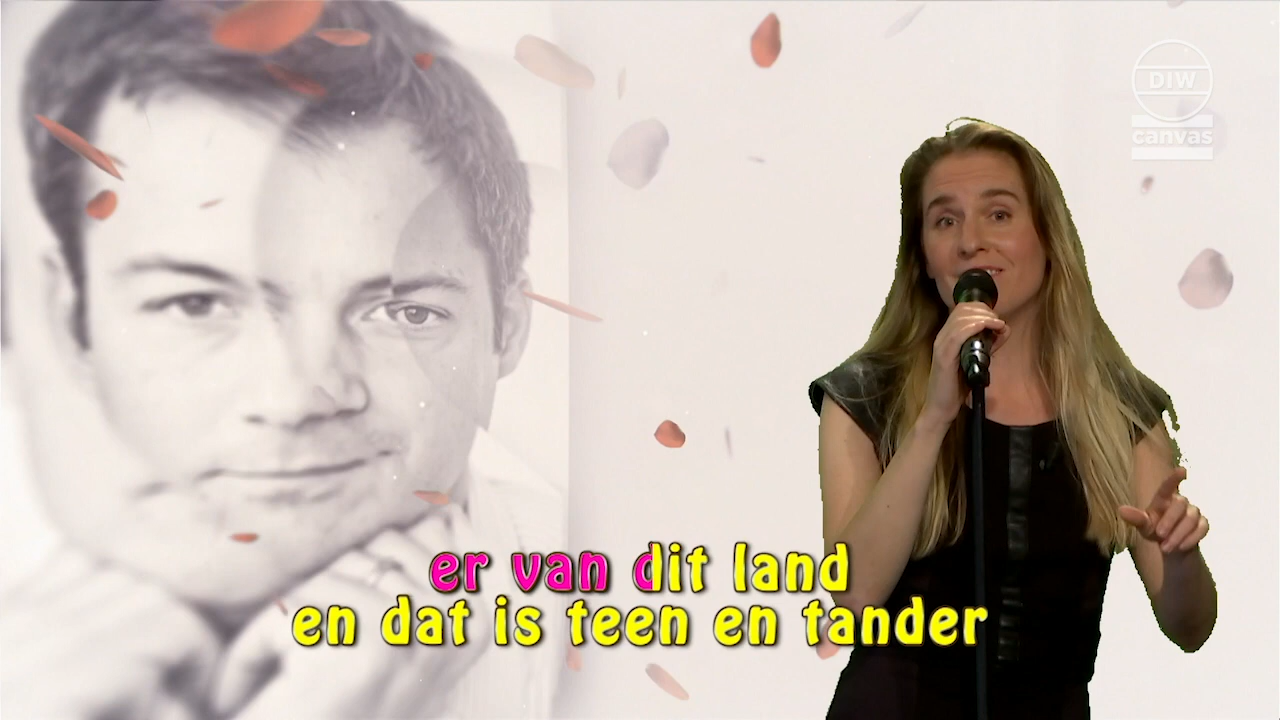 DIW
canvas
er van dit land
en dat is teen en tander